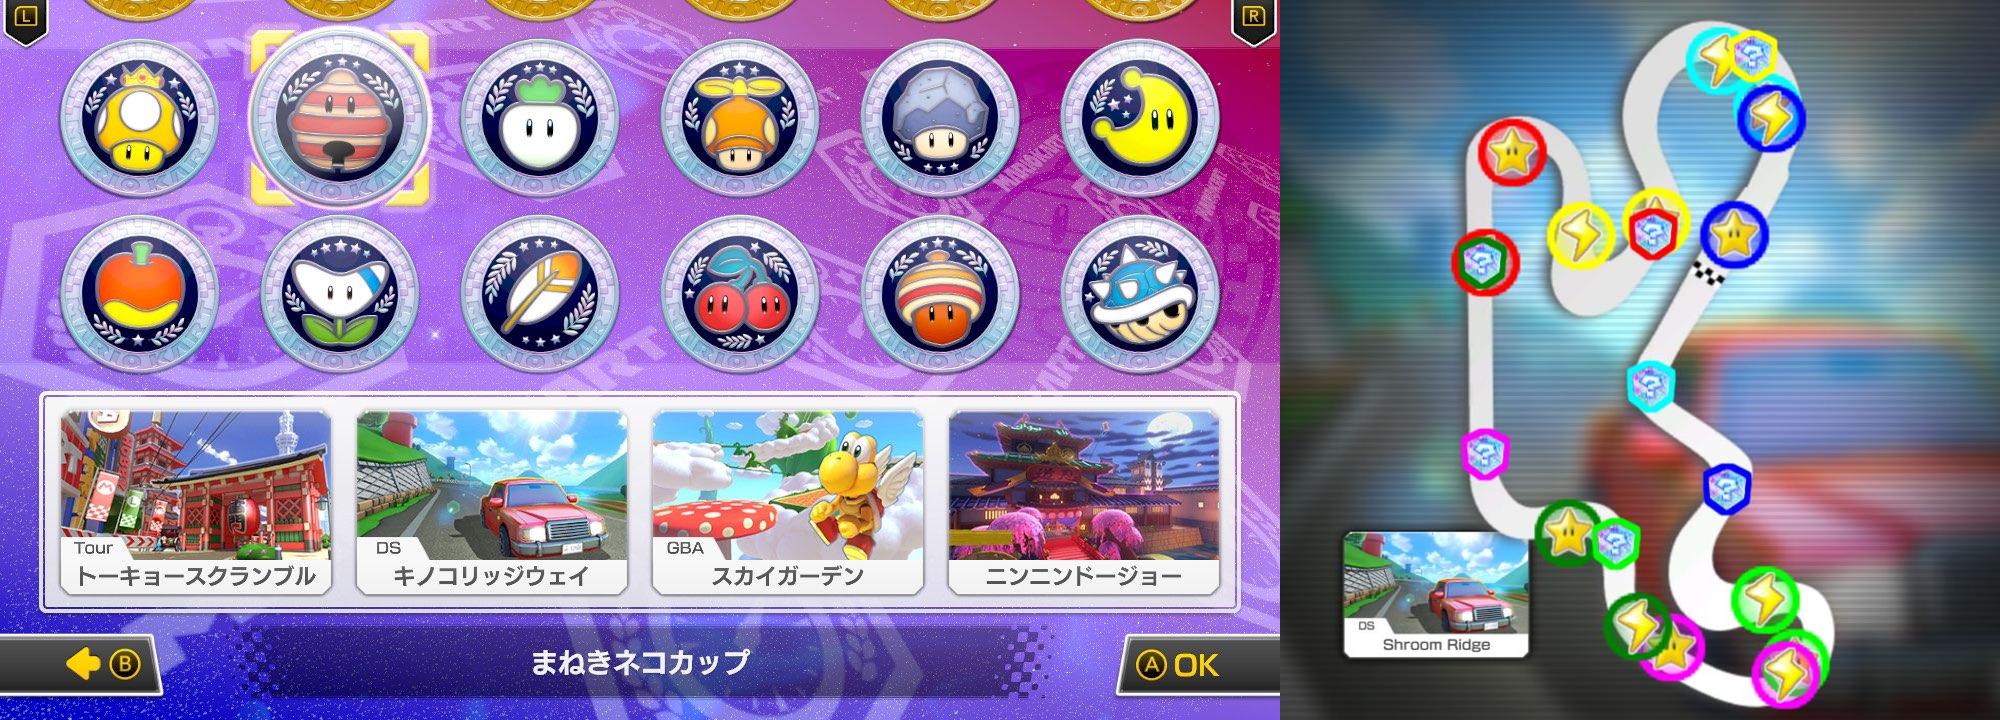 L
R
Tour
トーキョースクランブル
DS
キノコリッジウェイ
GBA
スカイガーデン
ニンニンドージョー
B
まねきネコカップ
A OK
DS
Shroom Ridge